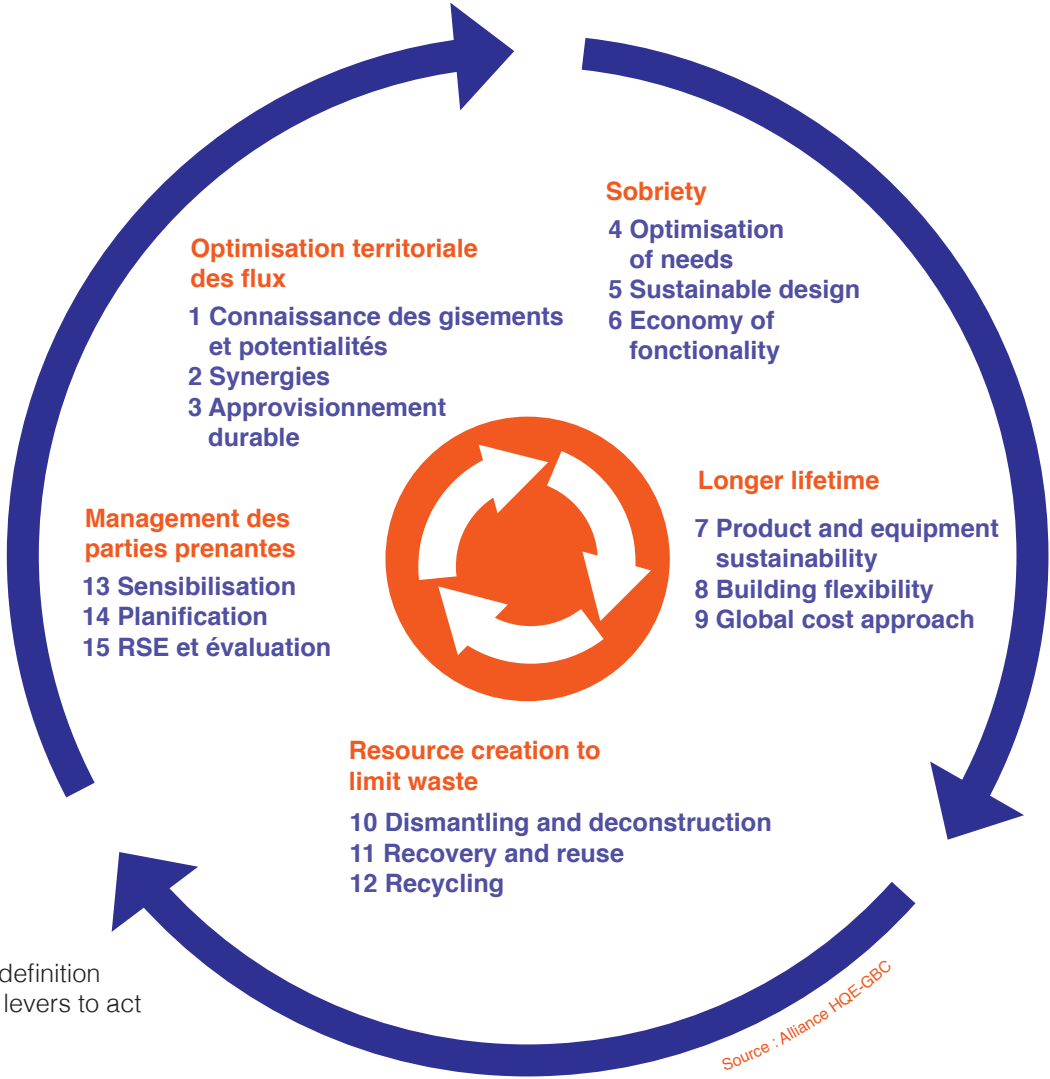 Optimisation territoriale
des flux
1 Connaissance des gisements
et potentialités
2 Synergies
3 Approvisionnement
durable
Sobriety
4 Optimisation
of needs
5 Sustainable design
6 Economy of
fonctionality
Longer lifetime
7 Product and equipment
sustainability
8 Building flexibility
9 Global cost approach
Resource creation to
limit waste
10 Dismantling and deconstruction
11 Recovery and reuse
12 Recycling
Management des
parties prenantes
13 Sensibilisation
14 Planification
15 RSE et évaluation
definition
levers to act
Source : Alliance HQE-GBC